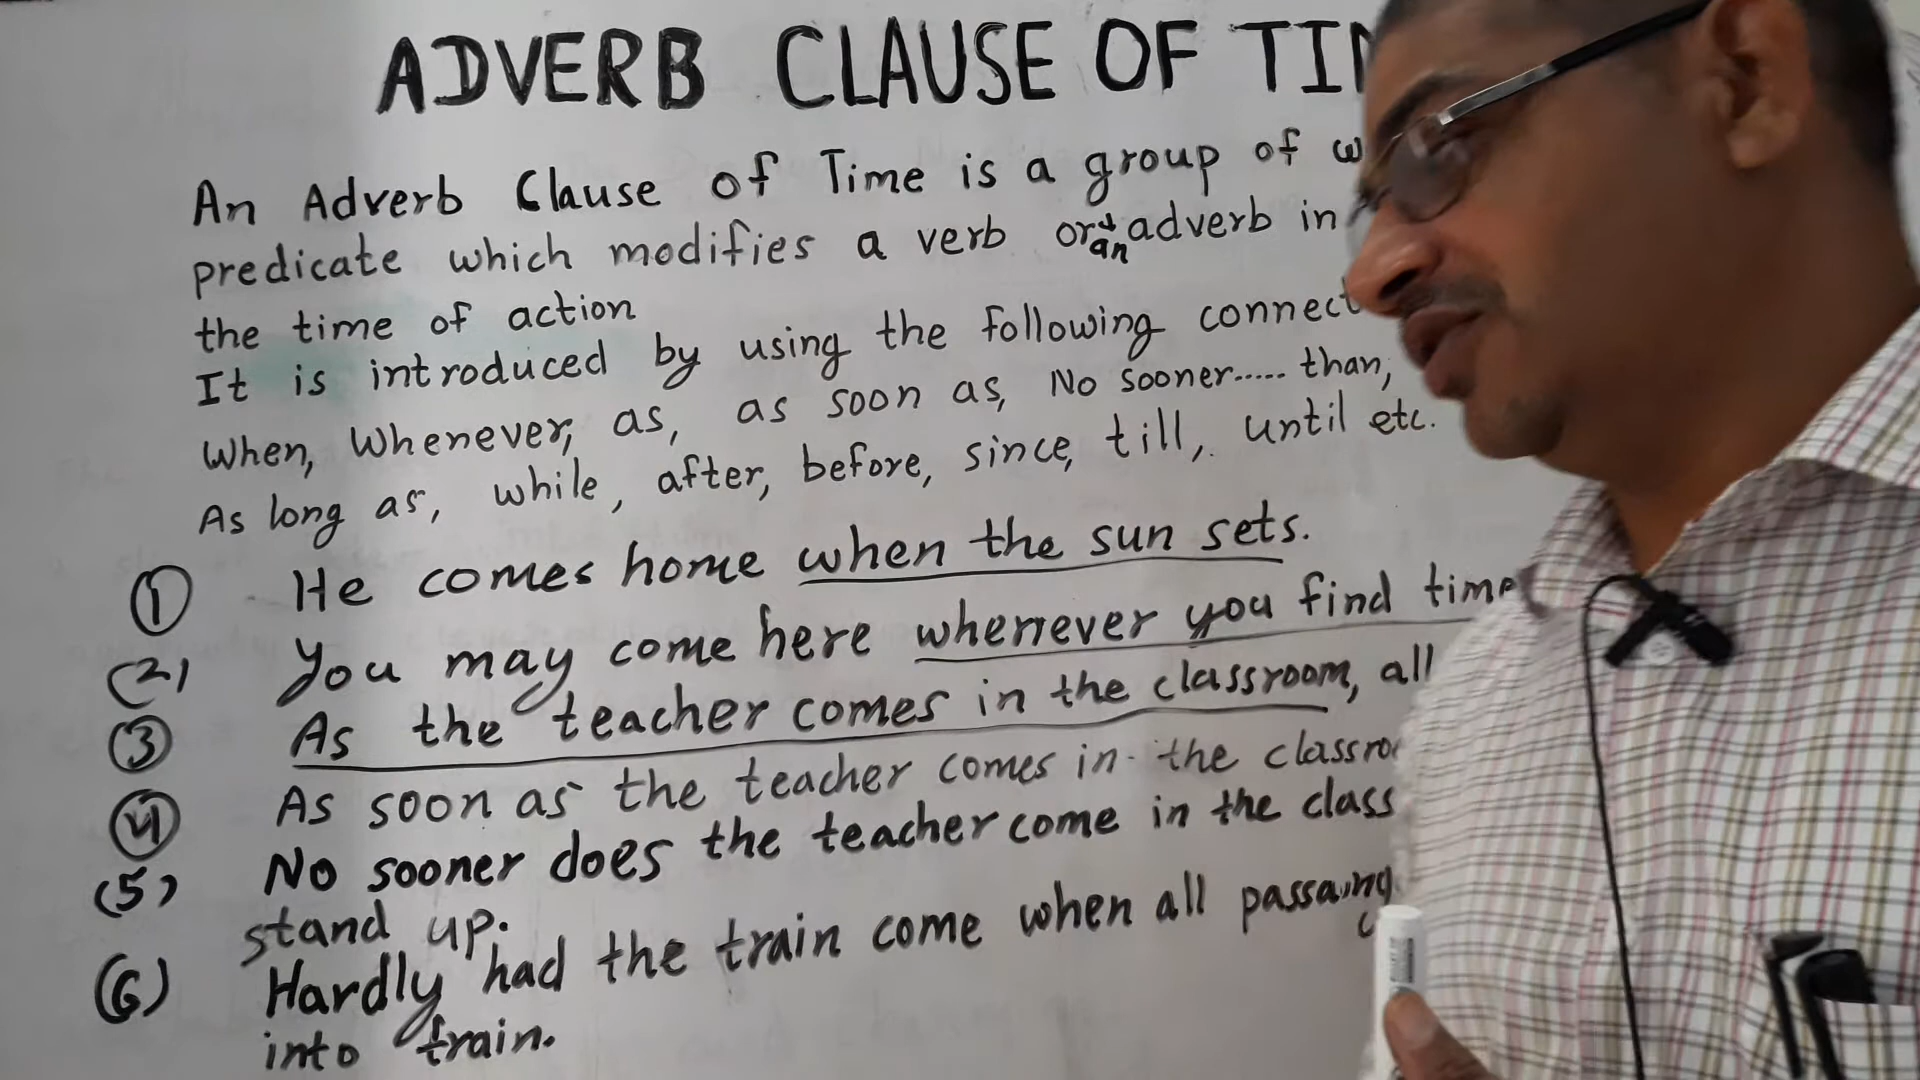 ADVERB CLAUSE OF
An Adverb Clause of Time is a group of
predicate which modifies a verb or an adverb in
the time of action
It is introduced by using the following
When, Whenever, as, as soon as, No sooner..... than,
As long as, while, after, before, since, till, until etc.
(1) He comes home when the sun sets.
(2) You may come here whenever you find time
(3) As the teacher comes in the classroom, all
(4) As soon as the teacher comes in the
(5) No sooner does the teacher come in the class
stand up.
(6) Hardly had the train come when all
into train.